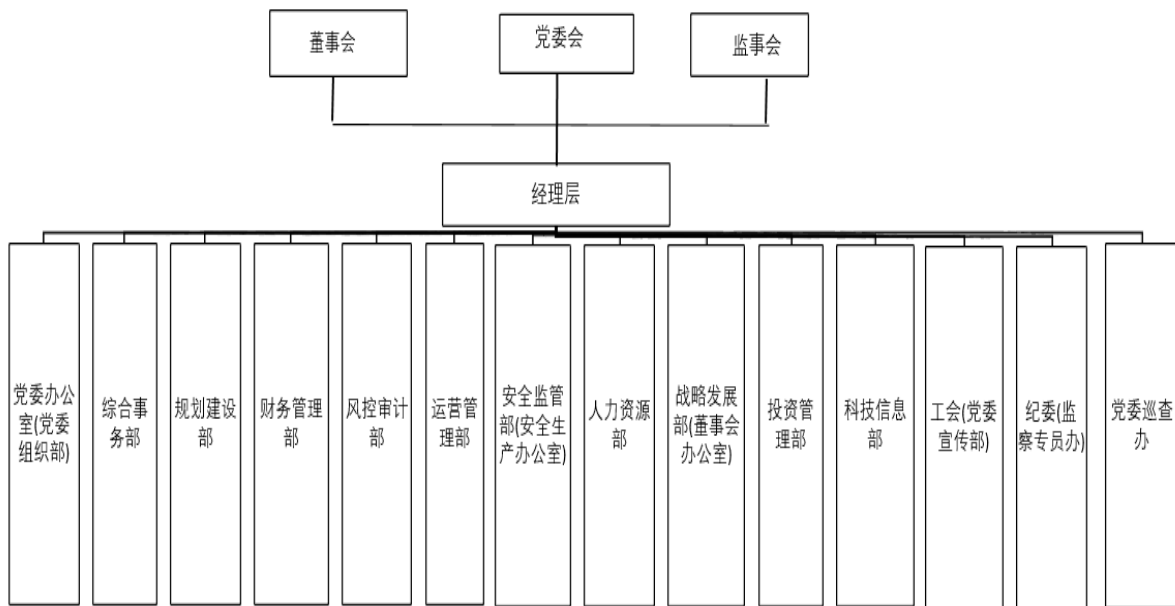 董事会
党委会
监事会
经理层
党委办公
室(党委
组织部)
综合事
务部
规划建设
部
财务管理
部
风控审计
部
运营管
理部
安全监管
部(安全生
产办公室)
人力资源
部
战略发展
部(董事会
办公室)
投资管
理部
科技信息
部
工会(党委
宣传部)
纪委(监
察专员办)
党委巡查
办